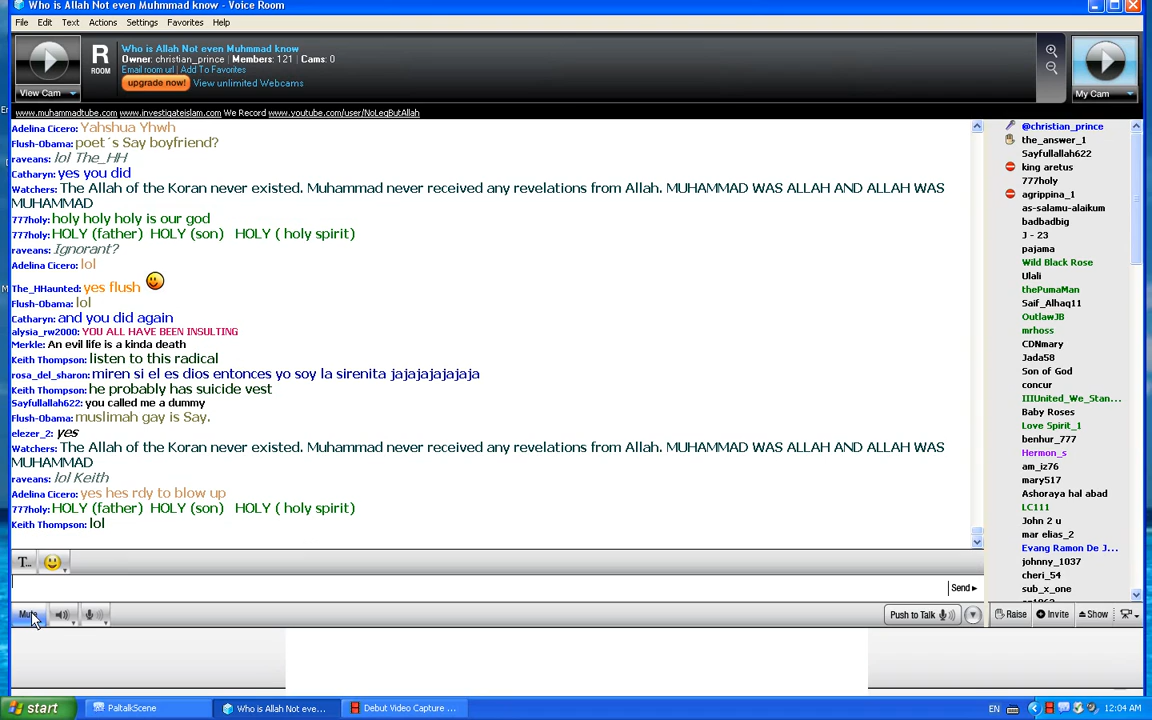 Who is Allah Not even Muhmmad know - Voice Room
File Edit Text Actions Settings Favorites Help
View Cam
R
ROOM
Who is Allah Not even Muhmmad know
Owner: christian_prince | Members: 121 | Cams: 0
Email room url | Add To Favorites
upgrade now! View unlimited Webcams
My Cam
www.muhammadtube.com www.investigateislam.com We Record www.youtube.com/user/NoLegButAllah
Adelina Cicero: Yahshua Yhwh
Flush-Obama: poet´s Say boyfriend?
raveans: lol The_HH
Catharyn: yes you did
Watchers: The Allah of the Koran never existed. Muhammad never received any revelations from Allah. MUHAMMAD WAS ALLAH AND ALLAH WAS
MUHAMMAD
777holy: holy holy holy is our god
777holy: HOLY (father) HOLY (son) HOLY ( holy spirit)
raveans: Ignorant?
Adelina Cicero: lol
The_HHaunted: yes flush
Flush-Obama: lol
Catharyn: and you did again
alysia_rw2000: YOU ALL HAVE BEEN INSULTING
Merkle: An evil life is a kinda death
Keith Thompson: listen to this radical
rosa_del_sharon: miren si el es dios entonces yo soy la sirenita jajajajajajaja
Keith Thompson: he probably has suicide vest
Sayfullallah622: you called me a dummy
Flush-Obama: muslimah gay is Say.
elezer_2: yes
Watchers: The Allah of the Koran never existed. Muhammad never received any revelations from Allah. MUHAMMAD WAS ALLAH AND ALLAH WAS
MUHAMMAD
raveans: lol Keith
Adelina Cicero: yes hes rdy to blow up
777holy: HOLY (father) HOLY (son) HOLY ( holy spirit)
Keith Thompson: lol
@christian_prince
the_answer_1
Sayfullallah622
king aretus
777holy
agrippina_1
as-salamu-alaikum
badbadbig
J - 23
pajama
Wild Black Rose
Ulali
thePumaMan
Saif_Alhaq11
OutlawJB
mrhoss
CDNmary
Jada58
Son of God
concur
IIIUnited_We_Stan...
Baby Roses
Love Spirit_1
benhur_777
Hermon_s
am_iz76
mary517
Ashoraya hal abad
LC111
John 2 u
mar elias_2
Evang Ramon De J...
johnny_1037
cheri_54
sub_x_one
T...
Send
Mute
Push to Talk
Raise Invite Show
start PaltalkScene Who is Allah Not eve... Debut Video Capture ... EN 12:04 AM